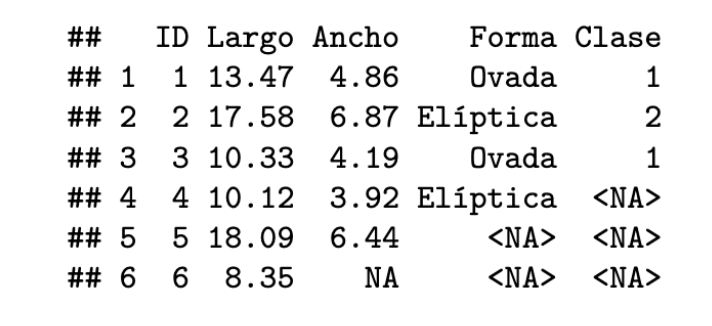 ##   ID Largo Ancho    Forma Clase
## 1  1 13.47  4.86    Ovada     1
## 2  2 17.58  6.87 Elíptica     2
## 3  3 10.33  4.19    Ovada     1
## 4  4 10.12  3.92 Elíptica  <NA>
## 5  5 18.09  6.44     <NA>  <NA>
## 6  6  8.35    NA     <NA>  <NA>